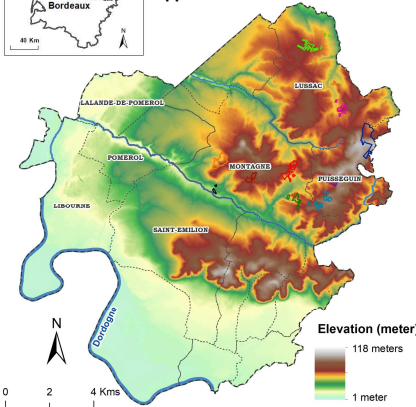 Bordeaux
N
40 Km
LUSSAC
LALANDE-DE-POMEROL
POMEROL
MONTAGNE
PUISSEGUIN
LIBOURNE
SAINT-EMILION
Dordogne
N
0 2 4 Kms
Elevation (meter)
118 meters
1 meter